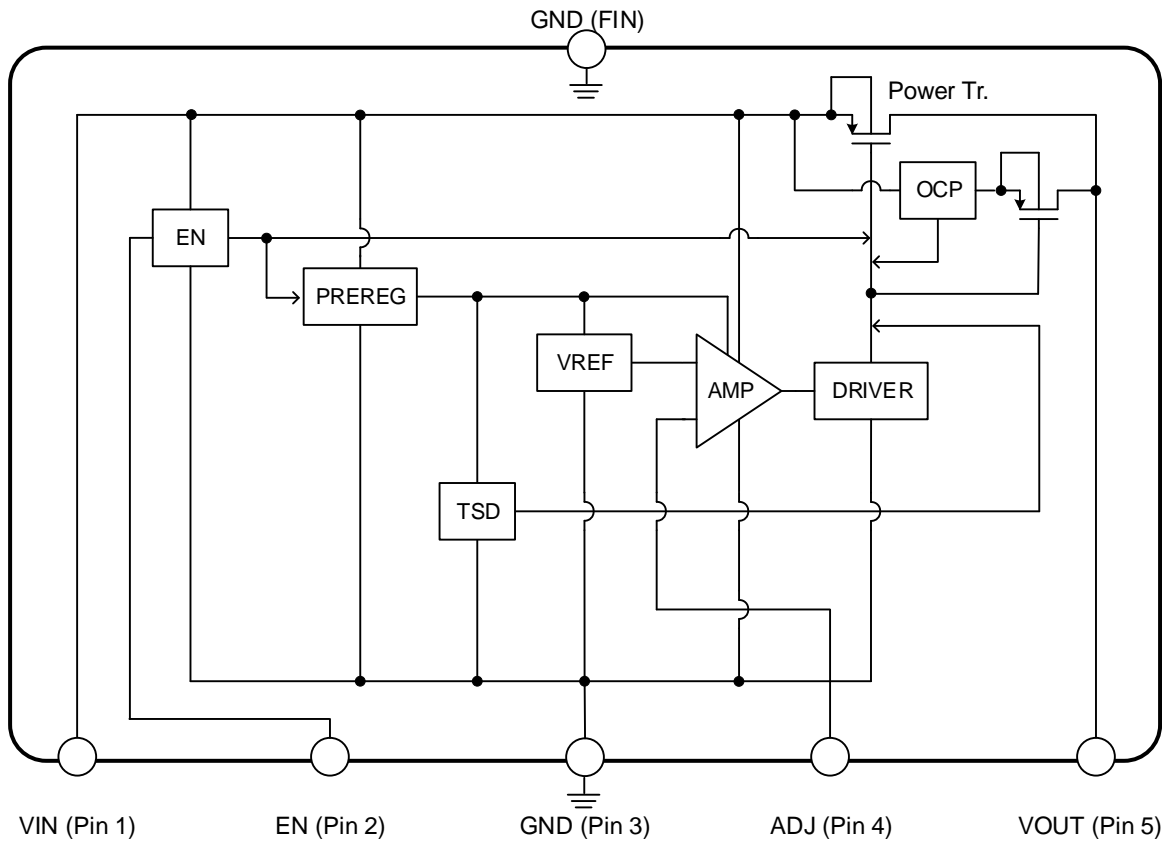 GND (FIN)
Power Tr.
OCP
EN
PREREG
VREF
AMP
DRIVER
TSD
VIN (Pin 1)
EN (Pin 2)
GND (Pin 3)
ADJ (Pin 4)
VOUT (Pin 5)